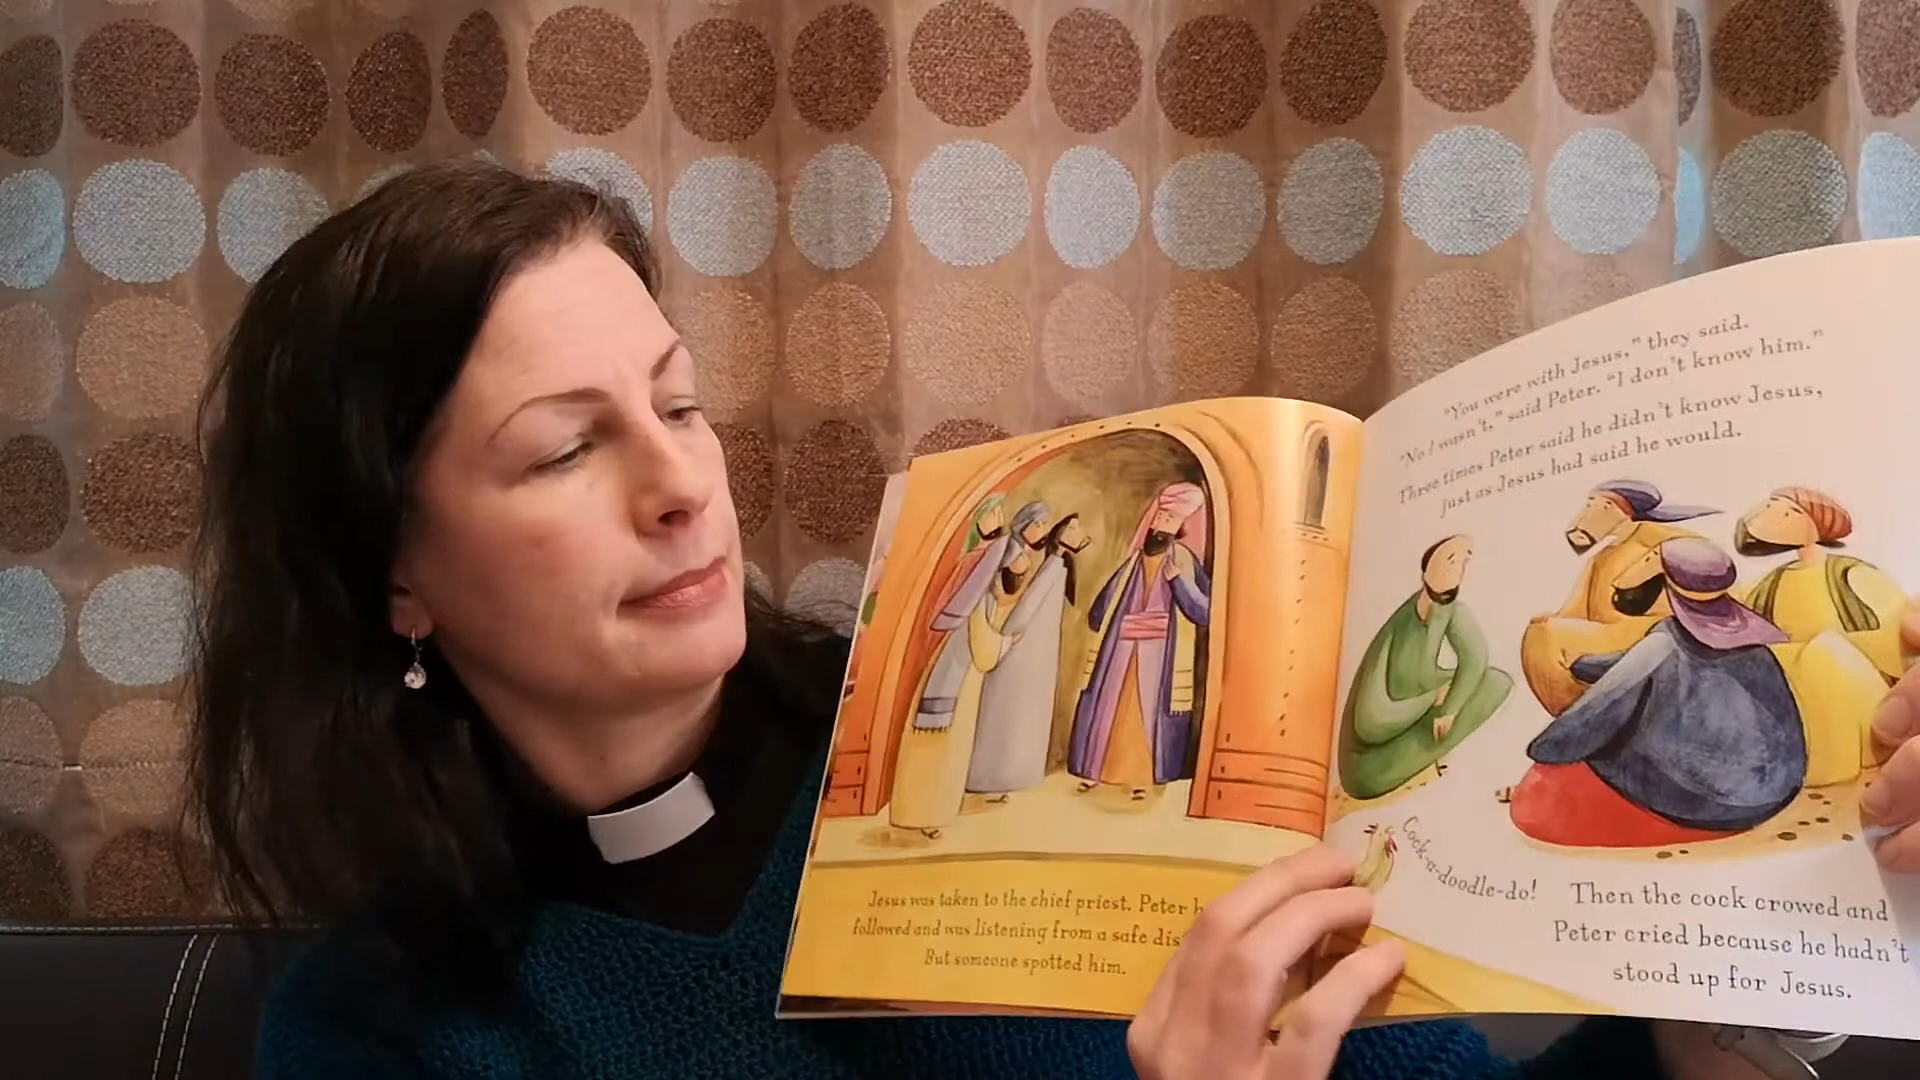 Jesus was taken to the chief priest. Peter h
followed and was listening from a safe dis
But someone spotted him.
"You were with Jesus," they said.
"No I wasn't," said Peter. "I don't know him."
Three times Peter said he didn't know Jesus,
just as Jesus had said he would.
Cock-a-doodle-do!
Then the cock crowed and
Peter cried because he hadn't
stood up for Jesus.